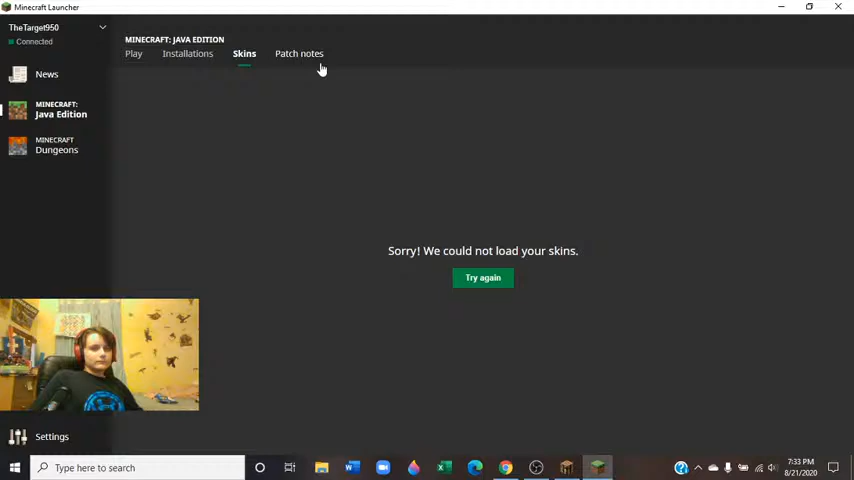 Minecraft Launcher
TheTarget950
Connected
News
MINECRAFT:
Java Edition
MINECRAFT
Dungeons
Settings
MINECRAFT: JAVA EDITION
Play Installations Skins Patch notes
Sorry! We could not load your skins.
Try again
Type here to search
7:33 PM
8/21/2020